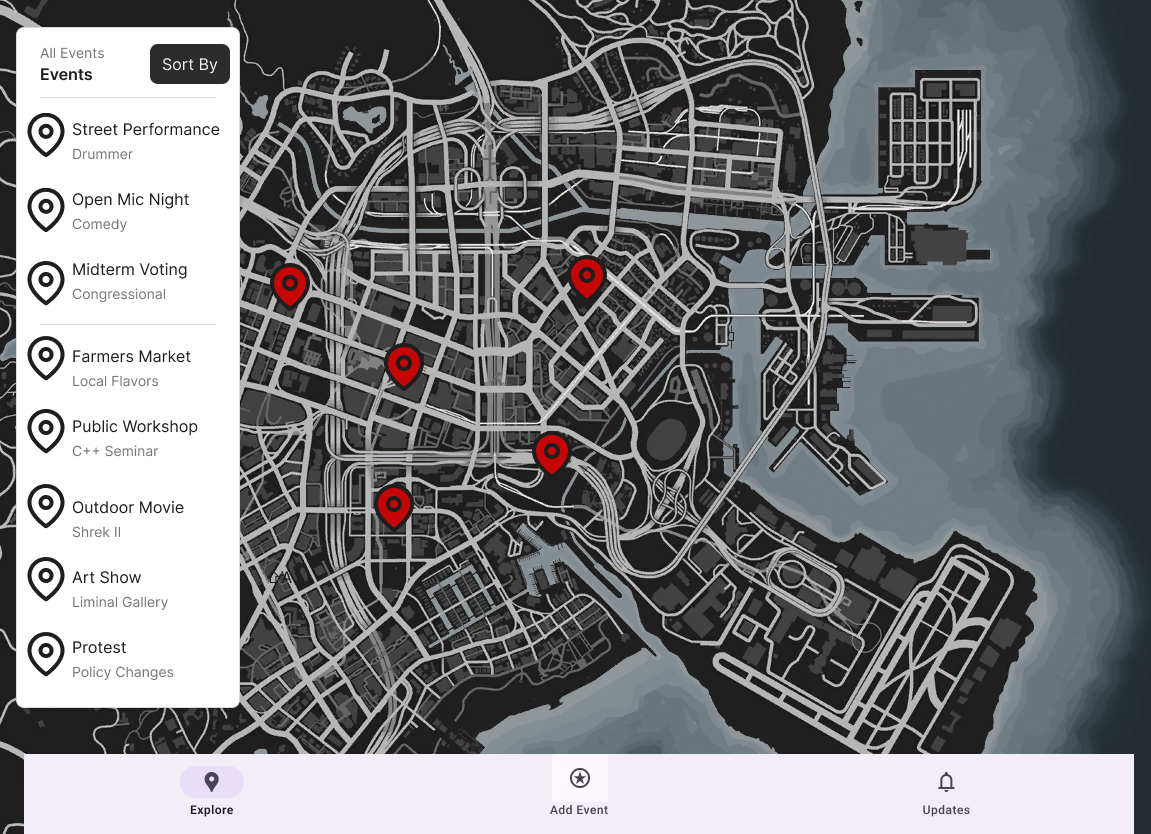 All Events
Events
Sort By
Street Performance
Drummer
Open Mic Night
Comedy
Midterm Voting
Congressional
Farmers Market
Local Flavors
Public Workshop
C++ Seminar
Outdoor Movie
Shrek II
Art Show
Liminal Gallery
Protest
Policy Changes
Explore
Add Event
Updates